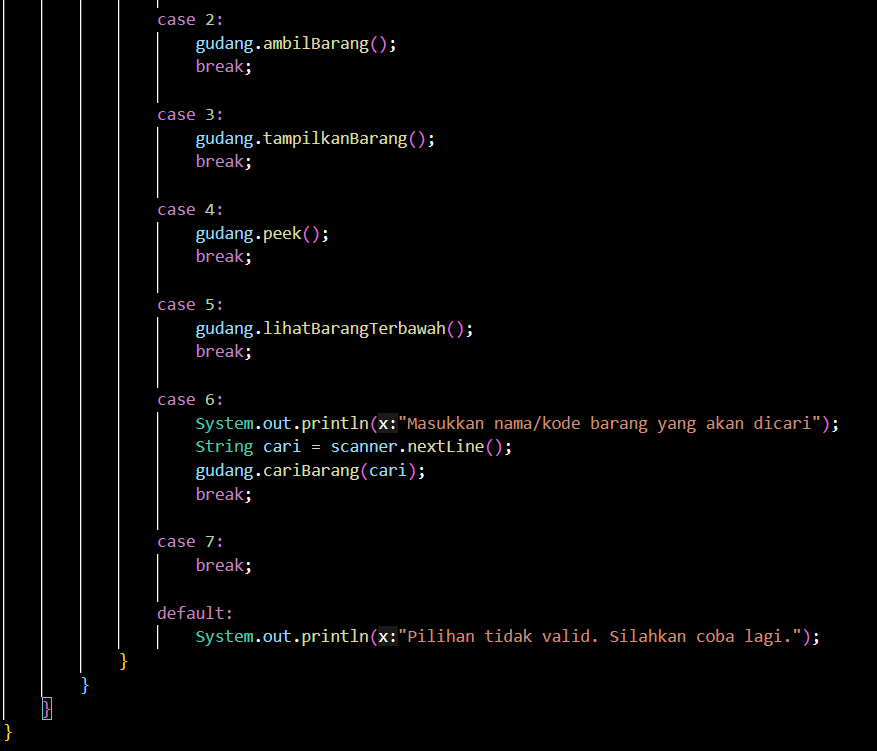 case 2:
gudang.ambilBarang();
break;
case 3:
gudang.tampilkanBarang();
break;
case 4:
gudang.peek();
break;
case 5:
gudang.lihatBarangTerbawah();
break;
case 6:
System.out.println(x:"Masukkan nama/kode barang yang akan dicari");
String cari = scanner.nextLine();
gudang.cariBarang(cari);
break;
case 7:
break;
default:
System.out.println(x:"Pilihan tidak valid. Silahkan coba lagi.");
}
}
}
}